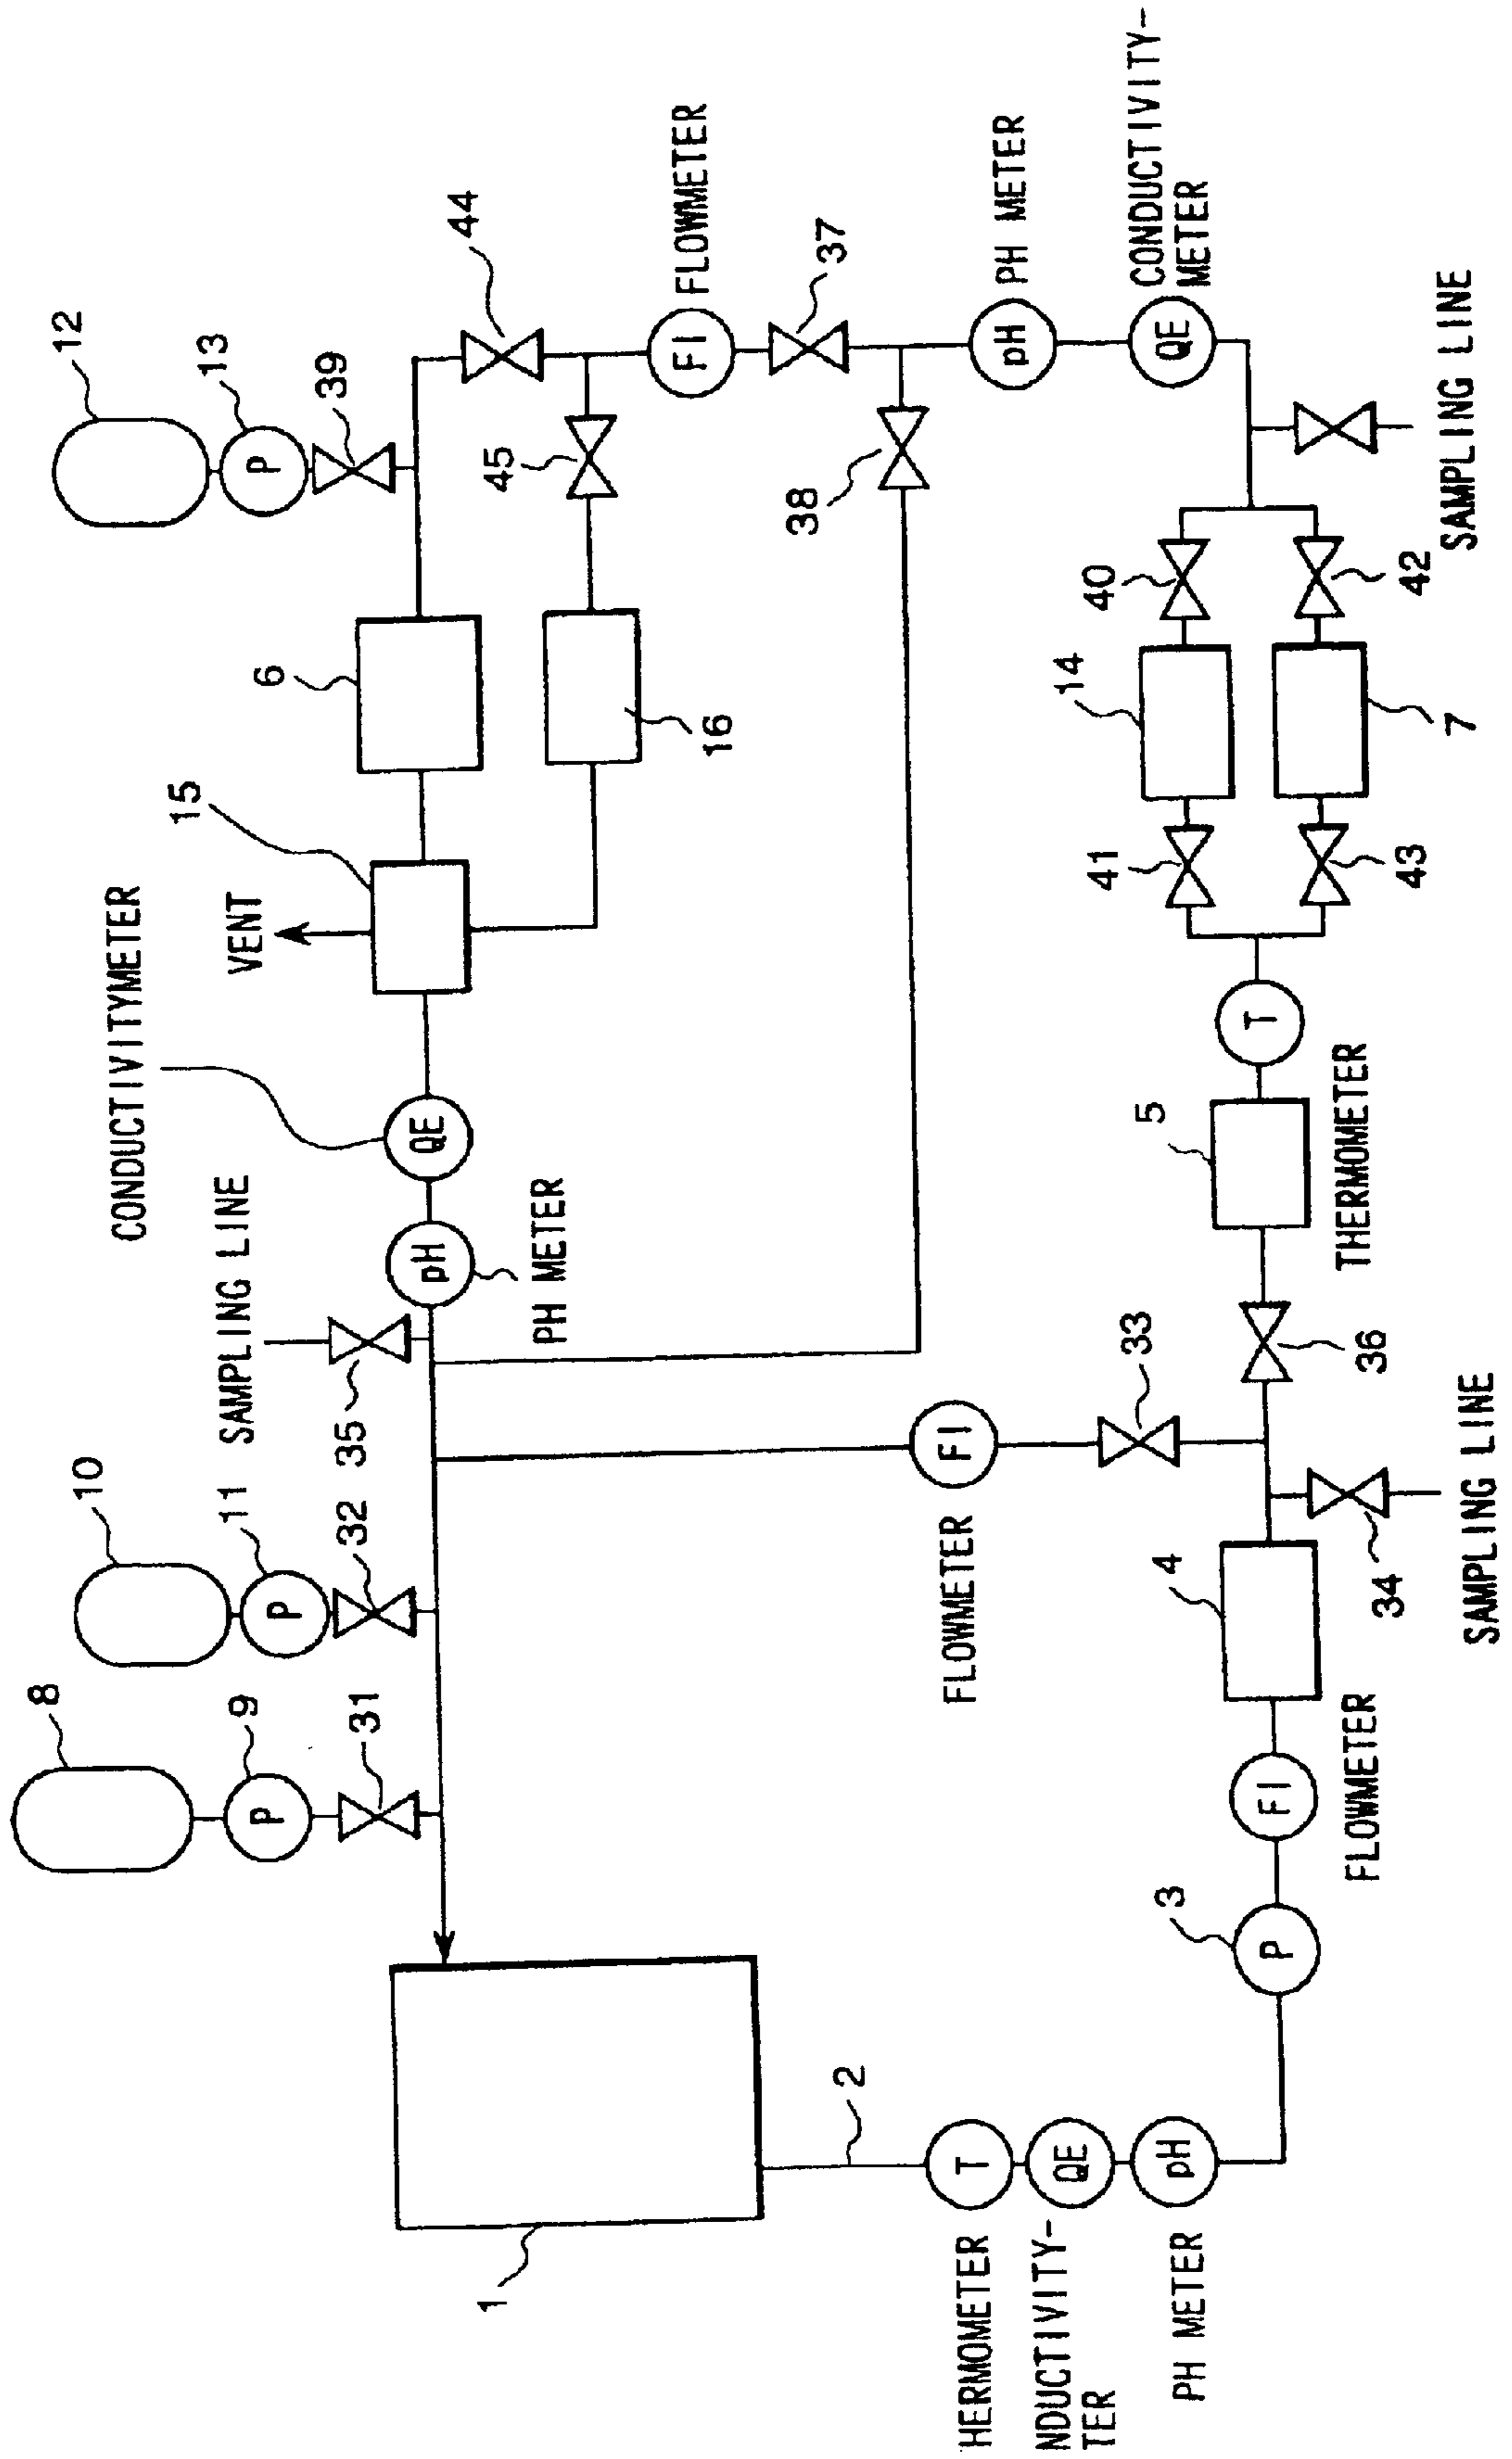 8
10
12
CONDUCTIVITYMETER
15
13
9
11
SAMPLING LINE
VENT
6
39
31
32
35
P
P
P
pH
QE
44
1
PH METER
45
16
FLOWMETER
FI
2
37
38
HERMOMETER
T
FLOWMETER
FI
PH METER
pH
NDUCTIVITY-
TER
QE
33
14
40
41
CONDUCTIVITY-
METER
QE
PH METER
pH
3
4
5
P
FI
T
FLOWMETER
34
36
THERMOMETER
43
7
42
SAMPLING LINE
SAMPLING LINE